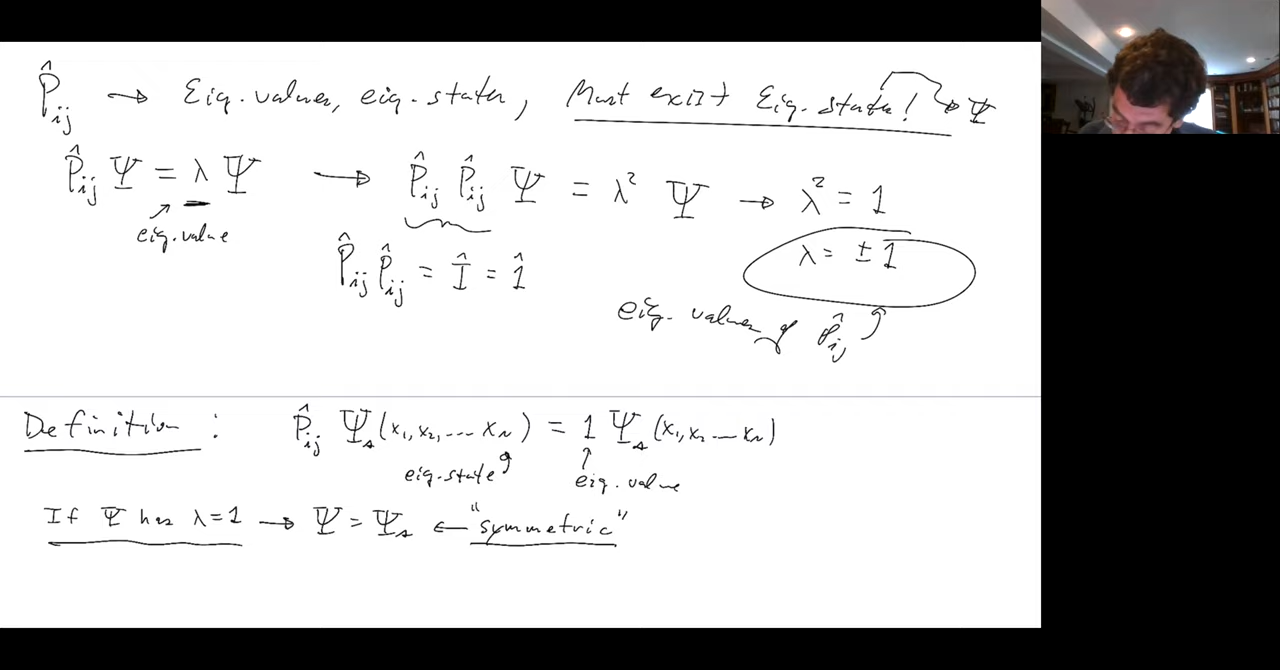 P̂ij → Eig. values, eig. states, Must exist Eig. states! → Ψ
P̂ij Ψ = λ Ψ → P̂ij P̂ij Ψ = λ² Ψ → λ² = 1
eig. value
P̂ij P̂ij = Î = 1̂
λ = ± 1
eig. values of P̂ij
Definition : P̂ij Ψs(x1, x2, ... xN) = 1 Ψs(x1, x2 ... xN)
eig. state eig. value
If Ψ has λ=1 → Ψ = Ψs ← "symmetric"